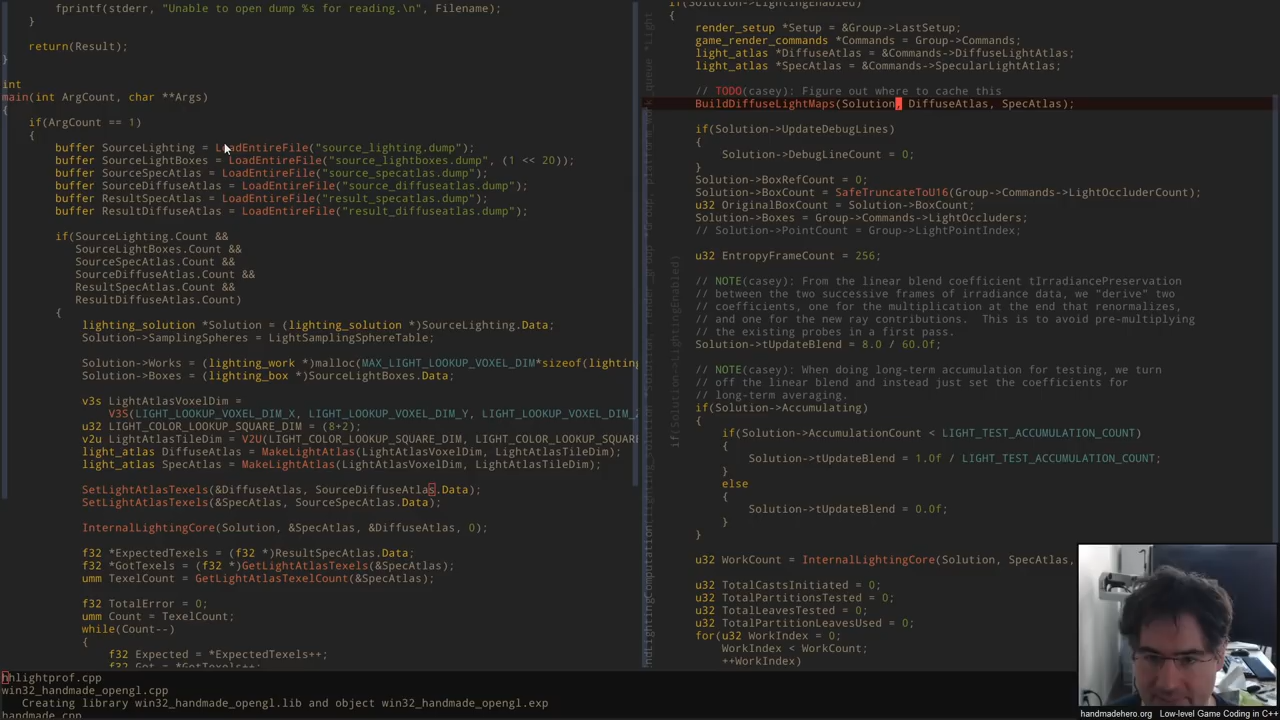 fprintf(stderr, "Unable to open dump %s for reading.\n", Filename);
}
return(Result);
}
int
main(int ArgCount, char **Args)
{
if(ArgCount == 1)
{
buffer SourceLighting = LoadEntireFile("source_lighting.dump");
buffer SourceLightBoxes = LoadEntireFile("source_lightboxes.dump", (1 << 20));
buffer SourceSpecAtlas = LoadEntireFile("source_specatlas.dump");
buffer SourceDiffuseAtlas = LoadEntireFile("source_diffuseatlas.dump");
buffer ResultSpecAtlas = LoadEntireFile("result_specatlas.dump");
buffer ResultDiffuseAtlas = LoadEntireFile("result_diffuseatlas.dump");
if(SourceLighting.Count &&
SourceLightBoxes.Count &&
SourceSpecAtlas.Count &&
SourceDiffuseAtlas.Count &&
ResultSpecAtlas.Count &&
ResultDiffuseAtlas.Count)
{
lighting_solution *Solution = (lighting_solution *)SourceLighting.Data;
Solution->SamplingSpheres = LightSamplingSphereTable;
Solution->Works = (lighting_work *)malloc(MAX_LIGHT_LOOKUP_VOXEL_DIM*sizeof(lighting
Solution->Boxes = (lighting_box *)SourceLightBoxes.Data;
v3s LightAtlasVoxelDim =
V3S(LIGHT_LOOKUP_VOXEL_DIM_X, LIGHT_LOOKUP_VOXEL_DIM_Y, LIGHT_LOOKUP_VOXEL_DIM_
u32 LIGHT_COLOR_LOOKUP_SQUARE_DIM = (8+2);
v2u LightAtlasTileDim = V2U(LIGHT_COLOR_LOOKUP_SQUARE_DIM, LIGHT_COLOR_LOOKUP_SQUARE
light_atlas DiffuseAtlas = MakeLightAtlas(LightAtlasVoxelDim, LightAtlasTileDim);
light_atlas SpecAtlas = MakeLightAtlas(LightAtlasVoxelDim, LightAtlasTileDim);
SetLightAtlasTexels(&DiffuseAtlas, SourceDiffuseAtlas.Data);
SetLightAtlasTexels(&SpecAtlas, SourceSpecAtlas.Data);
InternalLightingCore(Solution, &SpecAtlas, &DiffuseAtlas, 0);
f32 *ExpectedTexels = (f32 *)ResultSpecAtlas.Data;
f32 *GotTexels = (f32 *)GetLightAtlasTexels(&SpecAtlas);
umm TexelCount = GetLightAtlasTexelCount(&SpecAtlas);
f32 TotalError = 0;
umm Count = TexelCount;
while(Count--)
{
f32 Expected = *ExpectedTexels++;
f32 Got = *GotTexels++;
hhlightprof.cpp
win32_handmade_opengl.cpp
Creating library win32_handmade_opengl.lib and object win32_handmade_opengl.exp
handmade.cpp
if(Solution->LightingEnabled)
{
render_setup *Setup = &Group->LastSetup;
game_render_commands *Commands = Group->Commands;
light_atlas *DiffuseAtlas = &Commands->DiffuseLightAtlas;
light_atlas *SpecAtlas = &Commands->SpecularLightAtlas;
// TODO(casey): Figure out where to cache this
BuildDiffuseLightMaps(Solution, DiffuseAtlas, SpecAtlas);
if(Solution->UpdateDebugLines)
{
Solution->DebugLineCount = 0;
}
Solution->BoxRefCount = 0;
Solution->BoxCount = SafeTruncateToU16(Group->Commands->LightOccluderCount);
u32 OriginalBoxCount = Solution->BoxCount;
Solution->Boxes = Group->Commands->LightOccluders;
// Solution->PointCount = Group->LightPointIndex;
u32 EntropyFrameCount = 256;
// NOTE(casey): From the linear blend coefficient tIrradiancePreservation
// between the two successive frames of irradiance data, we "derive" two
// coefficients, one for the multiplication at the end that renormalizes,
// and one for the new ray contributions.  This is to avoid pre-multiplying
// the existing probes in a first pass.
Solution->tUpdateBlend = 8.0 / 60.0f;
// NOTE(casey): When doing long-term accumulation for testing, we turn
// off the linear blend and instead just set the coefficients for
// long-term averaging.
if(Solution->Accumulating)
{
if(Solution->AccumulationCount < LIGHT_TEST_ACCUMULATION_COUNT)
{
Solution->tUpdateBlend = 1.0f / LIGHT_TEST_ACCUMULATION_COUNT;
}
else
{
Solution->tUpdateBlend = 0.0f;
}
}
u32 WorkCount = InternalLightingCore(Solution, SpecAtlas,
u32 TotalCastsInitiated = 0;
u32 TotalPartitionsTested = 0;
u32 TotalLeavesTested = 0;
u32 TotalPartitionLeavesUsed = 0;
for(u32 WorkIndex = 0;
WorkIndex < WorkCount;
++WorkIndex)
handmadehero.org Low-level Game Coding in C++